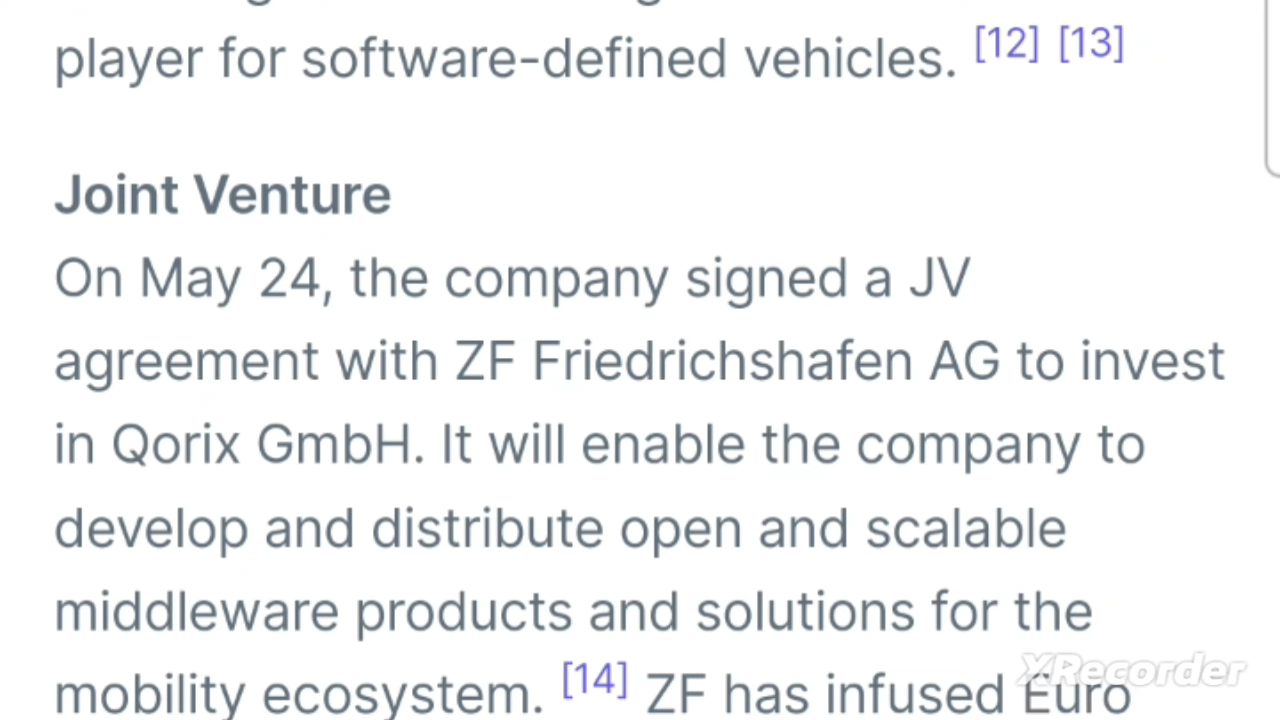 player for software-defined vehicles. [12] [13]
Joint Venture
On May 24, the company signed a JV
agreement with ZF Friedrichshafen AG to invest
in Qorix GmbH. It will enable the company to
develop and distribute open and scalable
middleware products and solutions for the
mobility ecosystem. [14] ZF has infused Euro
XRecorder